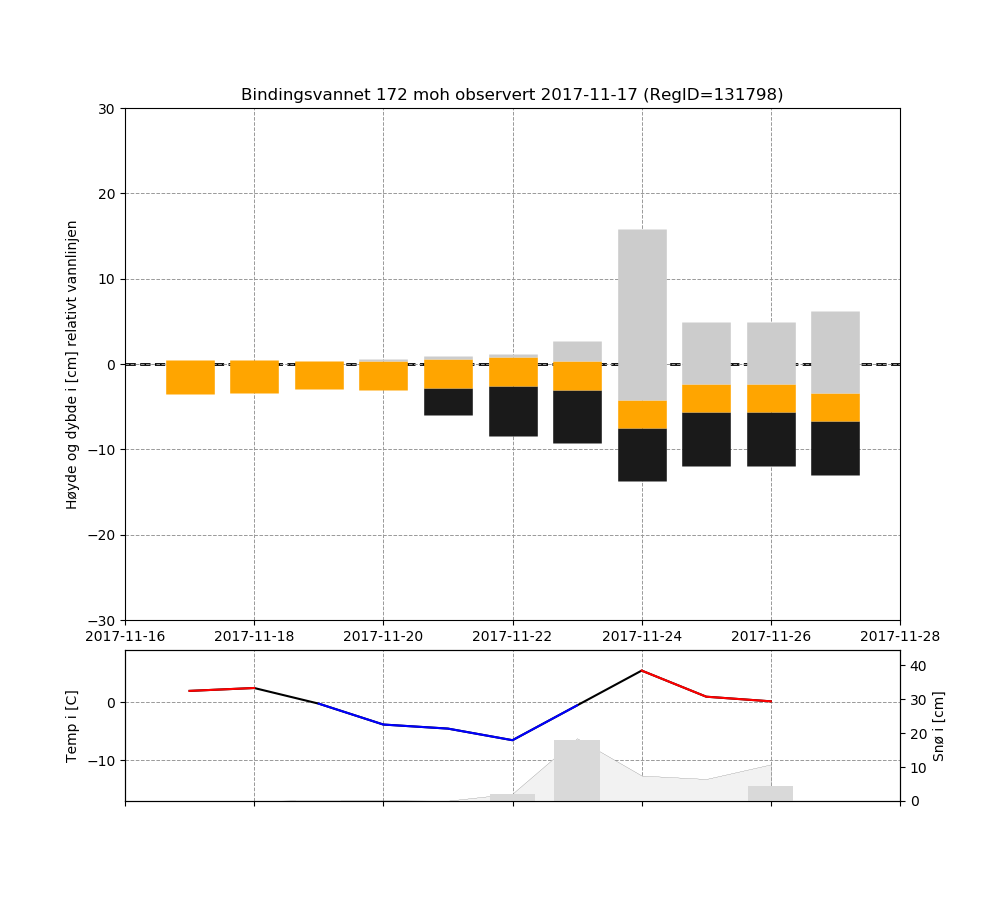 Bindingsvannet 172 moh observert 2017-11-17 (RegID=131798)
Høyde og dybde i [cm] relativt vannlinjen
30
20
10
0
−10
−20
−30
2017-11-16 2017-11-18 2017-11-20 2017-11-22 2017-11-24 2017-11-26 2017-11-28
Temp i [C]
0
−10
40
30
20
10
0
Snø i [cm]